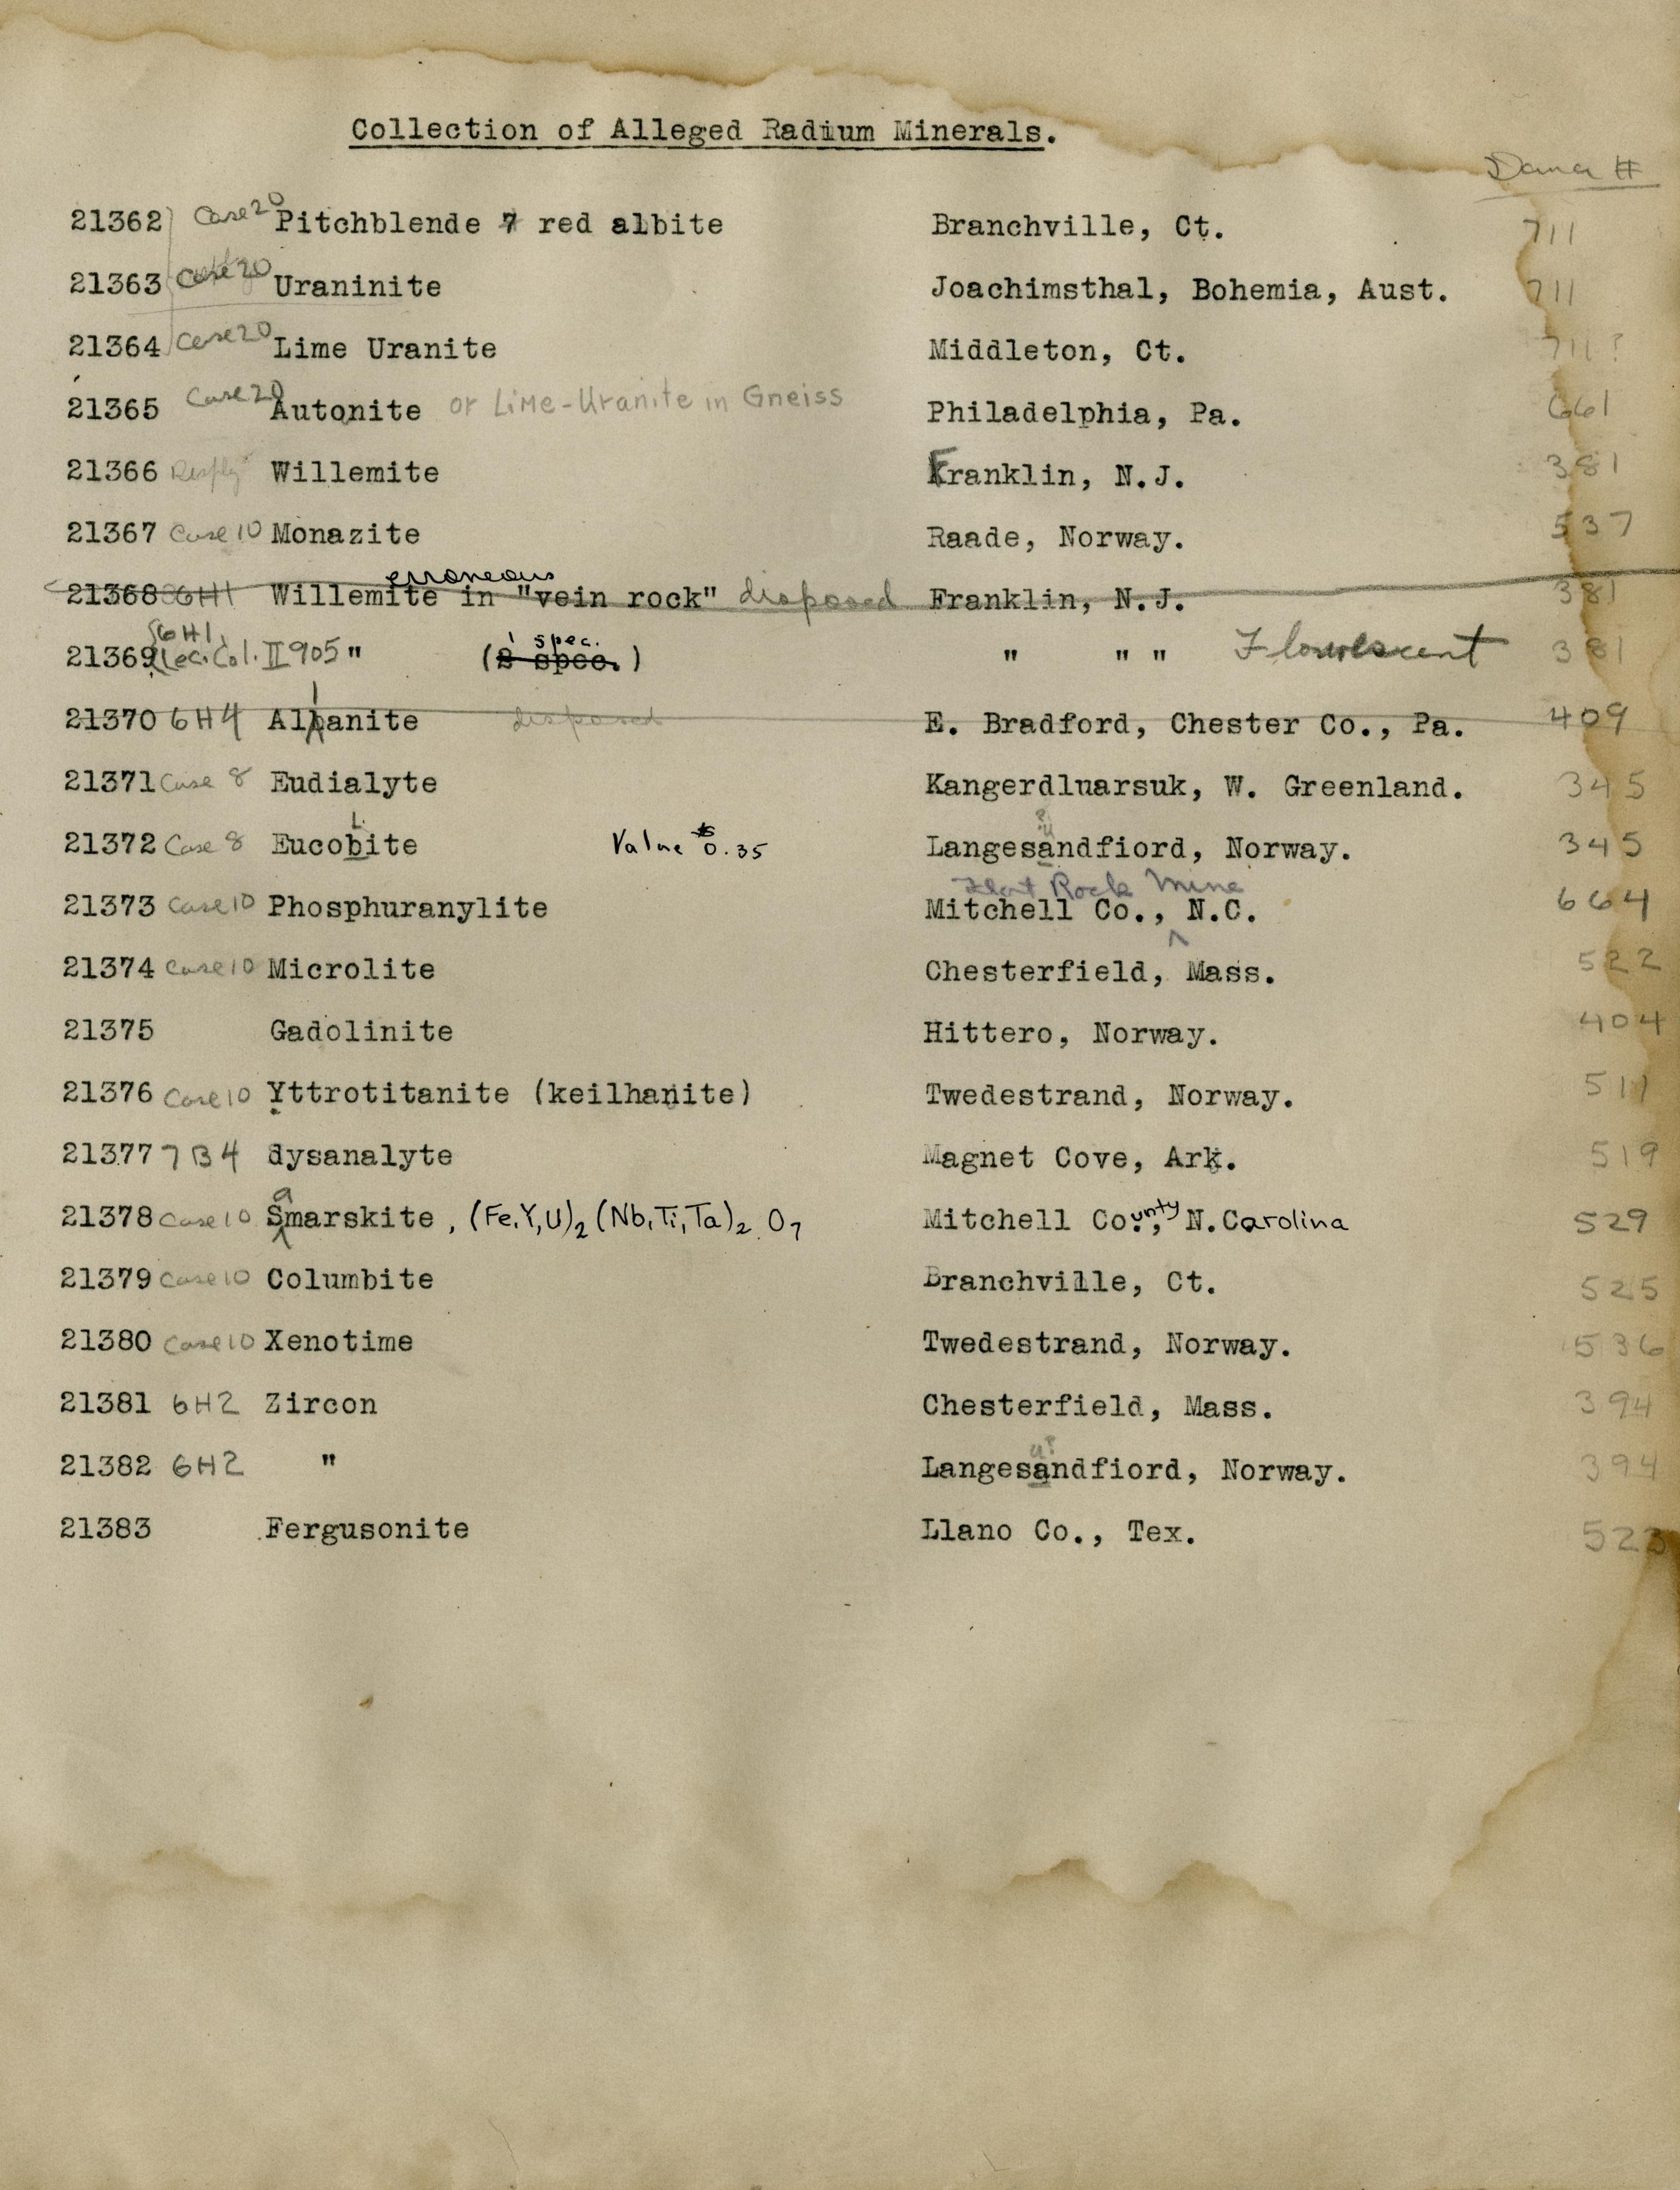 Collection of Alleged Radium Minerals.
Dana #
21362 Case 20 Pitchblende 7 red albite Branchville, Ct. 711
21363 Case 20 Uraninite Joachimsthal, Bohemia, Aust. 711
21364 Case 20 Lime Uranite Middleton, Ct. 711?
21365 Case 20 Autonite or Lime-Uranite in Gneiss Philadelphia, Pa. 661
21366 Willemite Franklin, N.J. 381
21367 Case 10 Monazite Raade, Norway. 537
erroneous
21368 6H1 Willemite in "vein rock" disposed Franklin, N.J. 381
6H1 1 spec.
21369 Lec. Col. II 905 " (2 spec.) " " " Flourescent 381
l
21370 6H4 Alpanite disposed E. Bradford, Chester Co., Pa. 409
21371 Case 8 Eudialyte Kangerdluarsuk, W. Greenland. 345
L ?u
21372 Case 8 Eucobite Value $0.35 Langesandfiord, Norway. 345
Flat Rock Mine
21373 Case 10 Phosphuranylite Mitchell Co., N.C. 664
21374 Case 10 Microlite Chesterfield, Mass. 522
21375 Gadolinite Hittero, Norway. 404
21376 Case 10 Yttrotitanite (keilhanite) Twedestrand, Norway. 511
21377 7B4 dysanalyte Magnet Cove, Ark. 519
a
21378 Case 10 Smarskite, (Fe,Y,U)₂(Nb,Ti,Ta)₂O₇ Mitchell County, N.Carolina 529
21379 Case 10 Columbite Branchville, Ct. 525
21380 Case 10 Xenotime Twedestrand, Norway. 536
21381 6H2 Zircon Chesterfield, Mass. 394
u?
21382 6H2 " Langesandfiord, Norway. 394
21383 Fergusonite Llano Co., Tex. 523